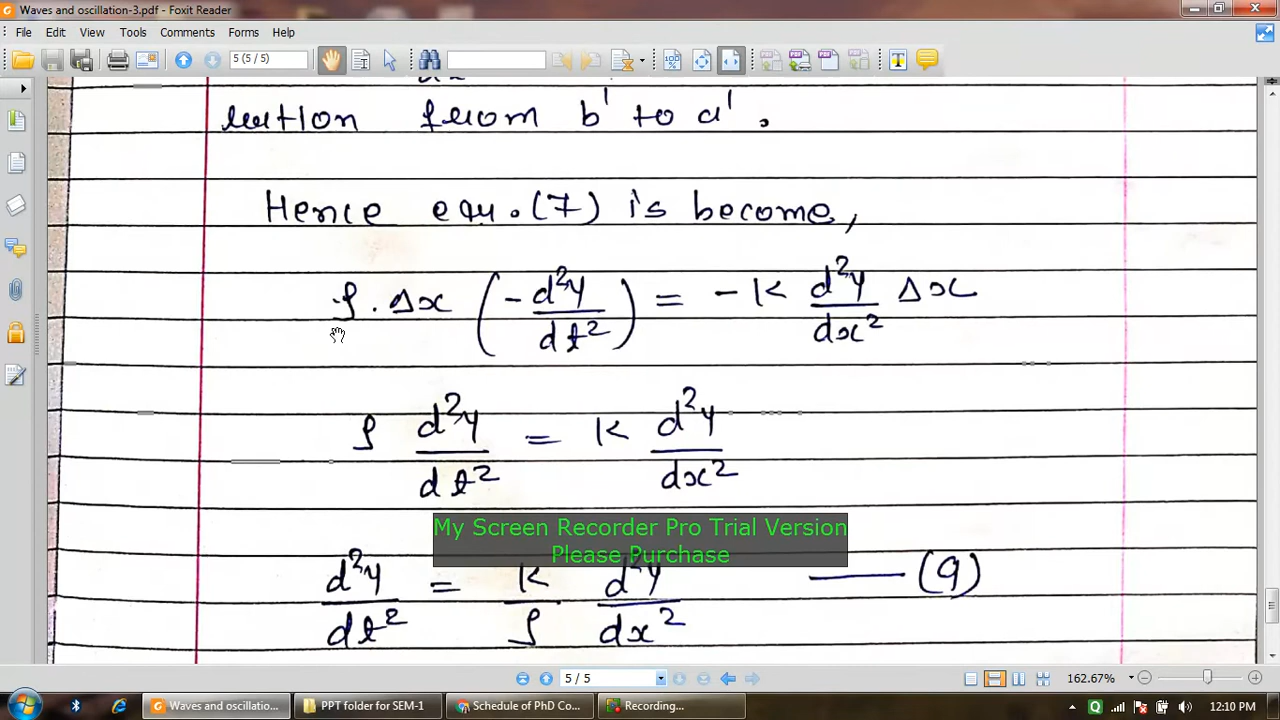 Waves and oscillation-3.pdf - Foxit Reader
File Edit View Tools Comments Forms Help
5 (5 / 5)
from b' to a'.
Hence equ.(7) is become,
ρ.Δx (-d²y/dt²) = -K d²y/dx² Δx
ρ d²y/dt² = K d²y/dx²
My Screen Recorder Pro Trial Version
Please Purchase
d²y/dt² = K/ρ d²y/dx² —— (9)
5 / 5
162.67%
Waves and oscillatio... PPT folder for SEM-1 Schedule of PhD Co... Recording... 12:10 PM